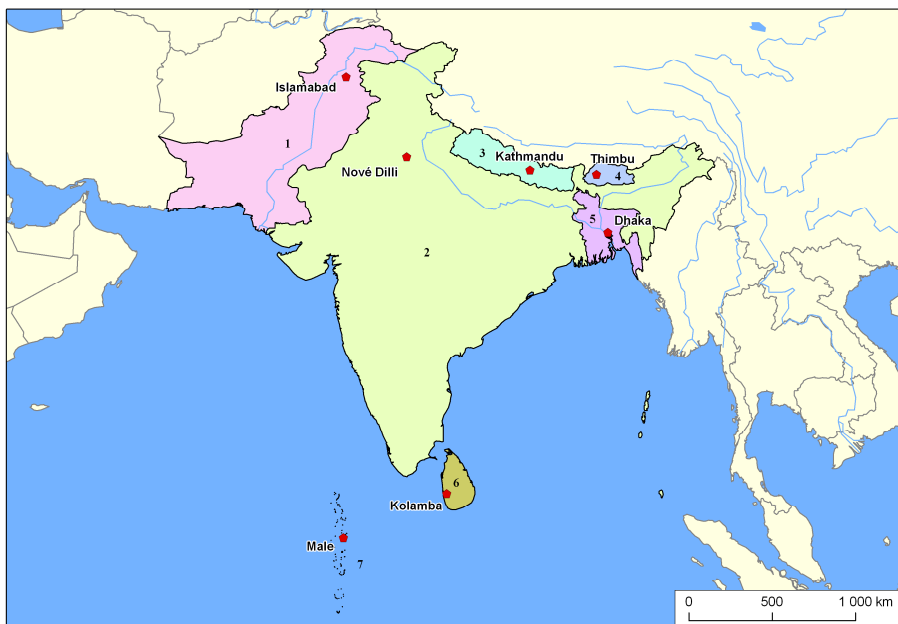 Islamabad
1
3
Kathmandu
Thimbu
Nové Dilli
4
5
Dhaka
2
6
Kolamba
Male
7
0 500 1 000 km